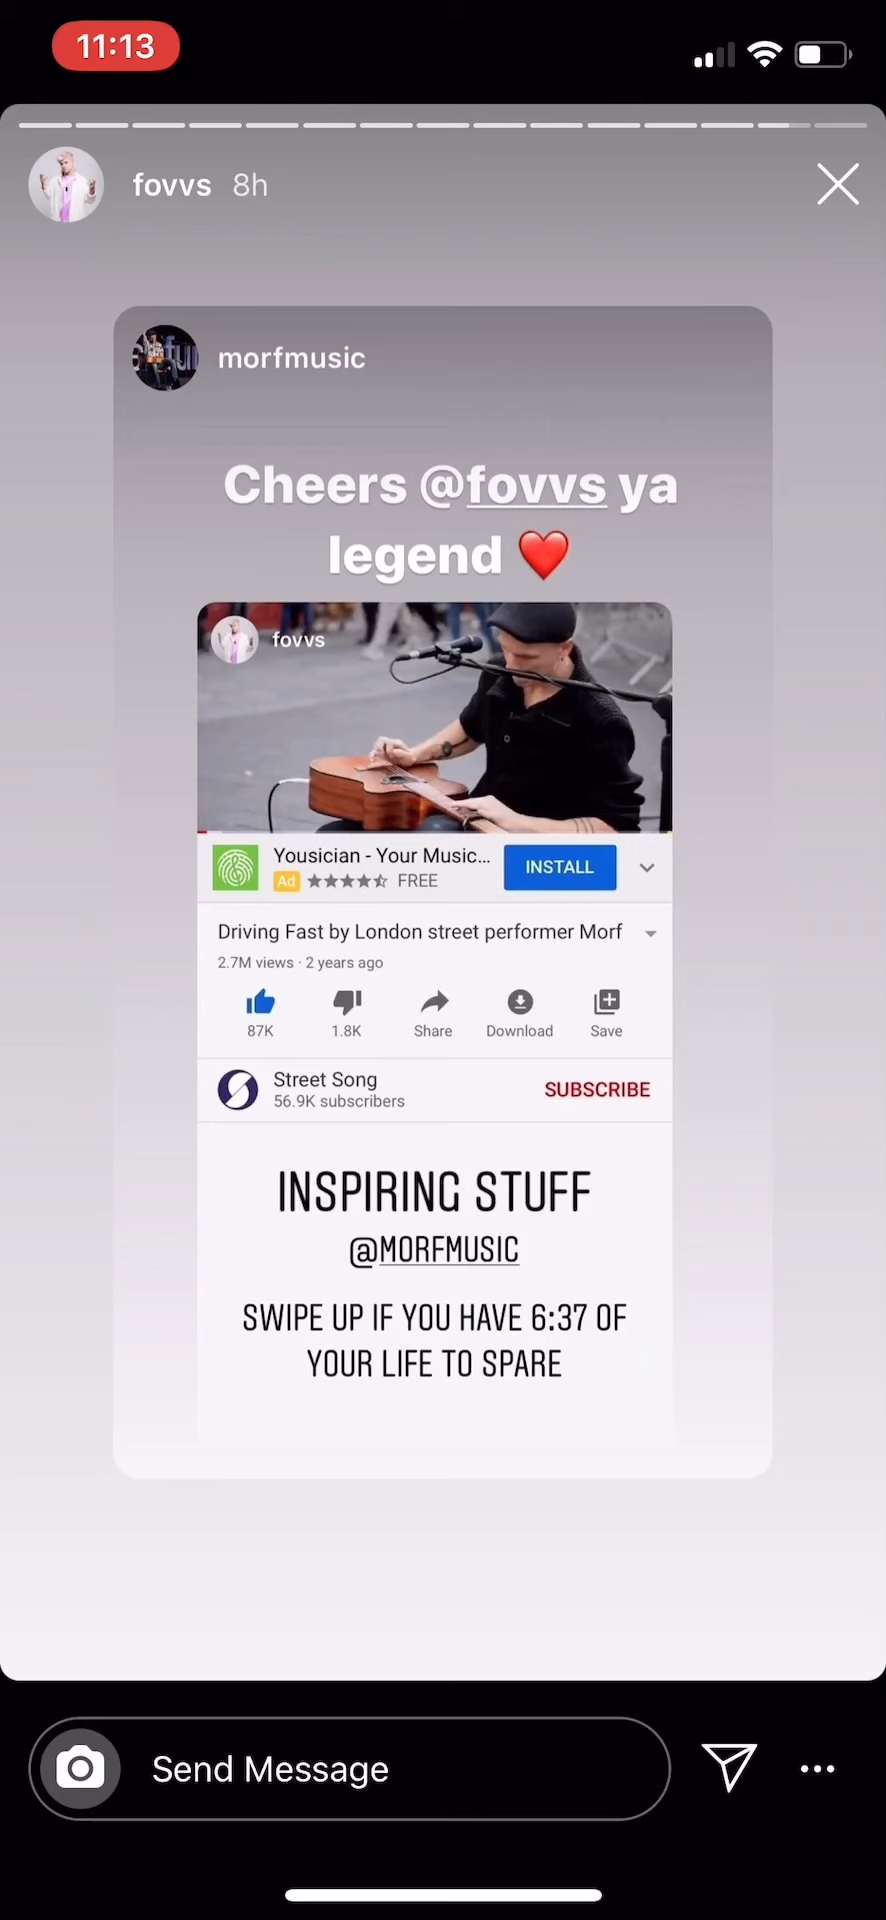 11:13
fovvs 8h
morfmusic
Cheers @fovvs ya
legend ❤️
fovvs
Yousician - Your Music...
Ad FREE
INSTALL
Driving Fast by London street performer Morf
2.7M views · 2 years ago
87K 1.8K Share Download Save
Street Song
56.9K subscribers
SUBSCRIBE
INSPIRING STUFF
@MORFMUSIC
SWIPE UP IF YOU HAVE 6:37 OF
YOUR LIFE TO SPARE
Send Message